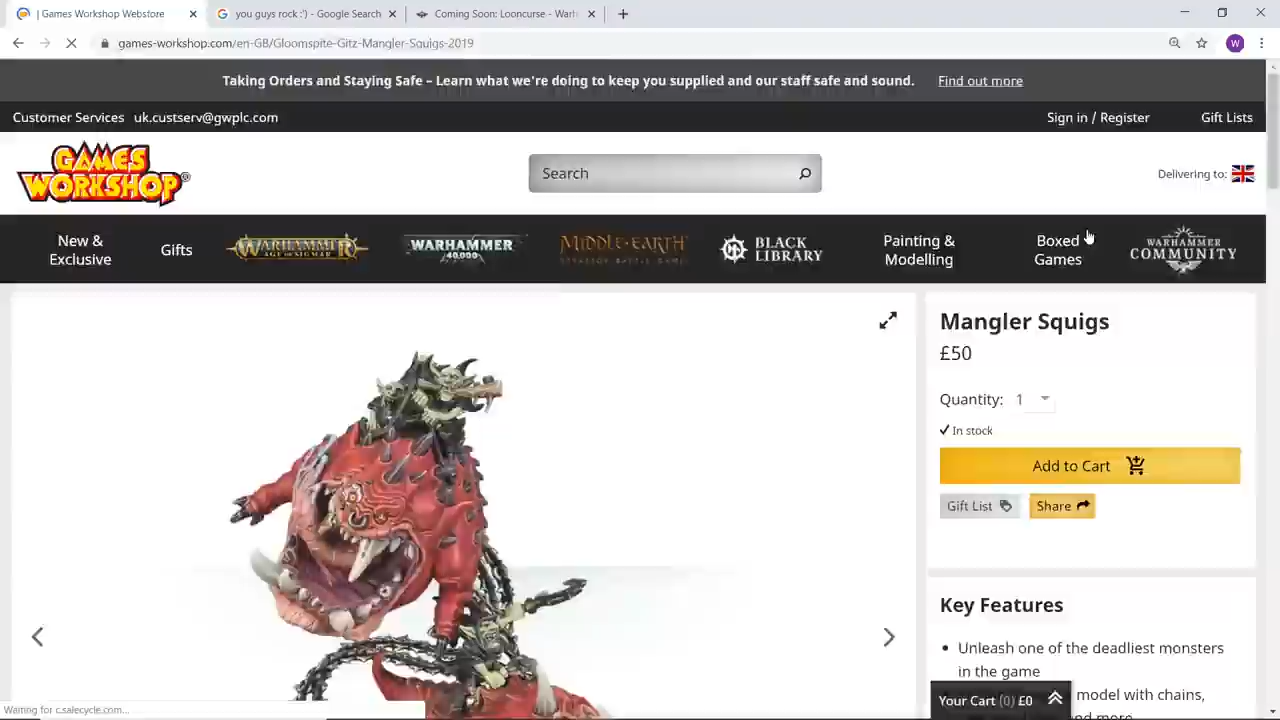 | Games Workshop Webstore
you guys rock :') - Google Search
Coming Soon: Looncurse - Warh
games-workshop.com/en-GB/Gloomspite-Gitz-Mangler-Squigs-2019
W
Taking Orders and Staying Safe – Learn what we're doing to keep you supplied and our staff safe and sound. Find out more
Customer Services uk.custserv@gwplc.com
Sign in / Register Gift Lists
GAMES
WORKSHOP®
Search
Delivering to:
New &
Exclusive
Gifts
WARHAMMER
AGE OF SIGMAR
WARHAMMER
40,000
MIDDLE-EARTH
STRATEGY BATTLE GAME
BLACK
LIBRARY
Painting &
Modelling
Boxed
Games
WARHAMMER
COMMUNITY
Mangler Squigs
£50
Quantity: 1
In stock
Add to Cart
Gift List
Share
Key Features
• Unleash one of the deadliest monsters
in the game
model with chains,
and more
Your Cart (0) £0
Waiting for c.salecycle.com...